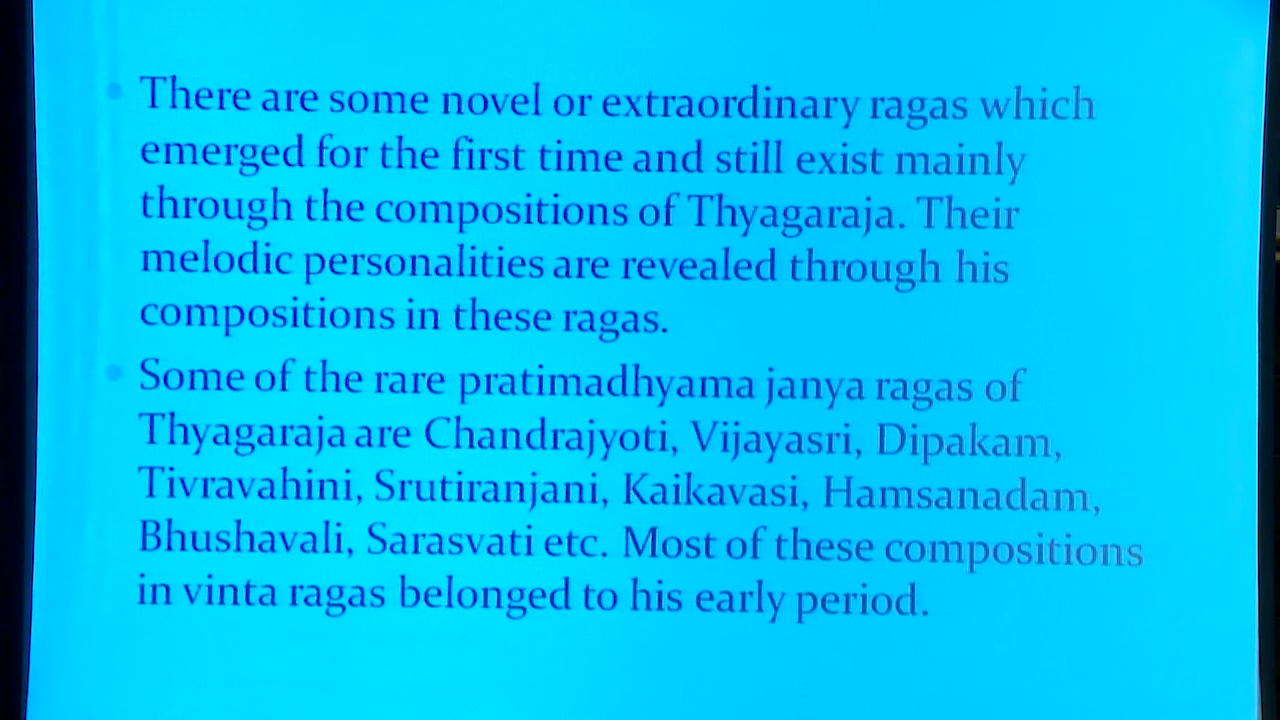 There are some novel or extraordinary ragas which
emerged for the first time and still exist mainly
through the compositions of Thyagaraja. Their
melodic personalities are revealed through his
compositions in these ragas.
Some of the rare pratimadhyama janya ragas of
Thyagaraja are Chandrajyoti, Vijayasri, Dipakam,
Tivravahini, Srutiranjani, Kaikavasi, Hamsanadam,
Bhushavali, Sarasvati etc. Most of these compositions
in vinta ragas belonged to his early period.